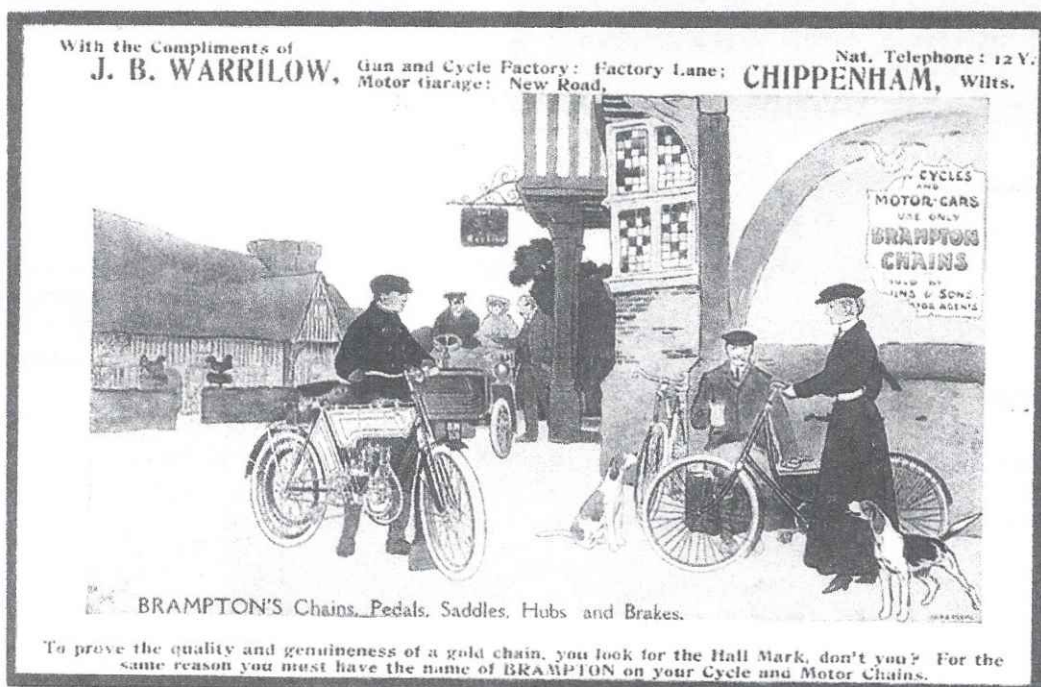 With the Compliments of
J. B. WARRILOW,
Gun and Cycle Factory: Factory Lane;
Motor Garage: New Road,
Nat. Telephone: 12 Y.
CHIPPENHAM, Wilts.
CYCLES
AND
MOTOR-CARS
USE ONLY
BRAMPTON
CHAINS
& SONS
AGENTS
BRAMPTON'S Chains, Pedals, Saddles, Hubs and Brakes.
To prove the quality and genuineness of a gold chain, you look for the Hall Mark, don't you? For the
same reason you must have the name of BRAMPTON on your Cycle and Motor Chains.